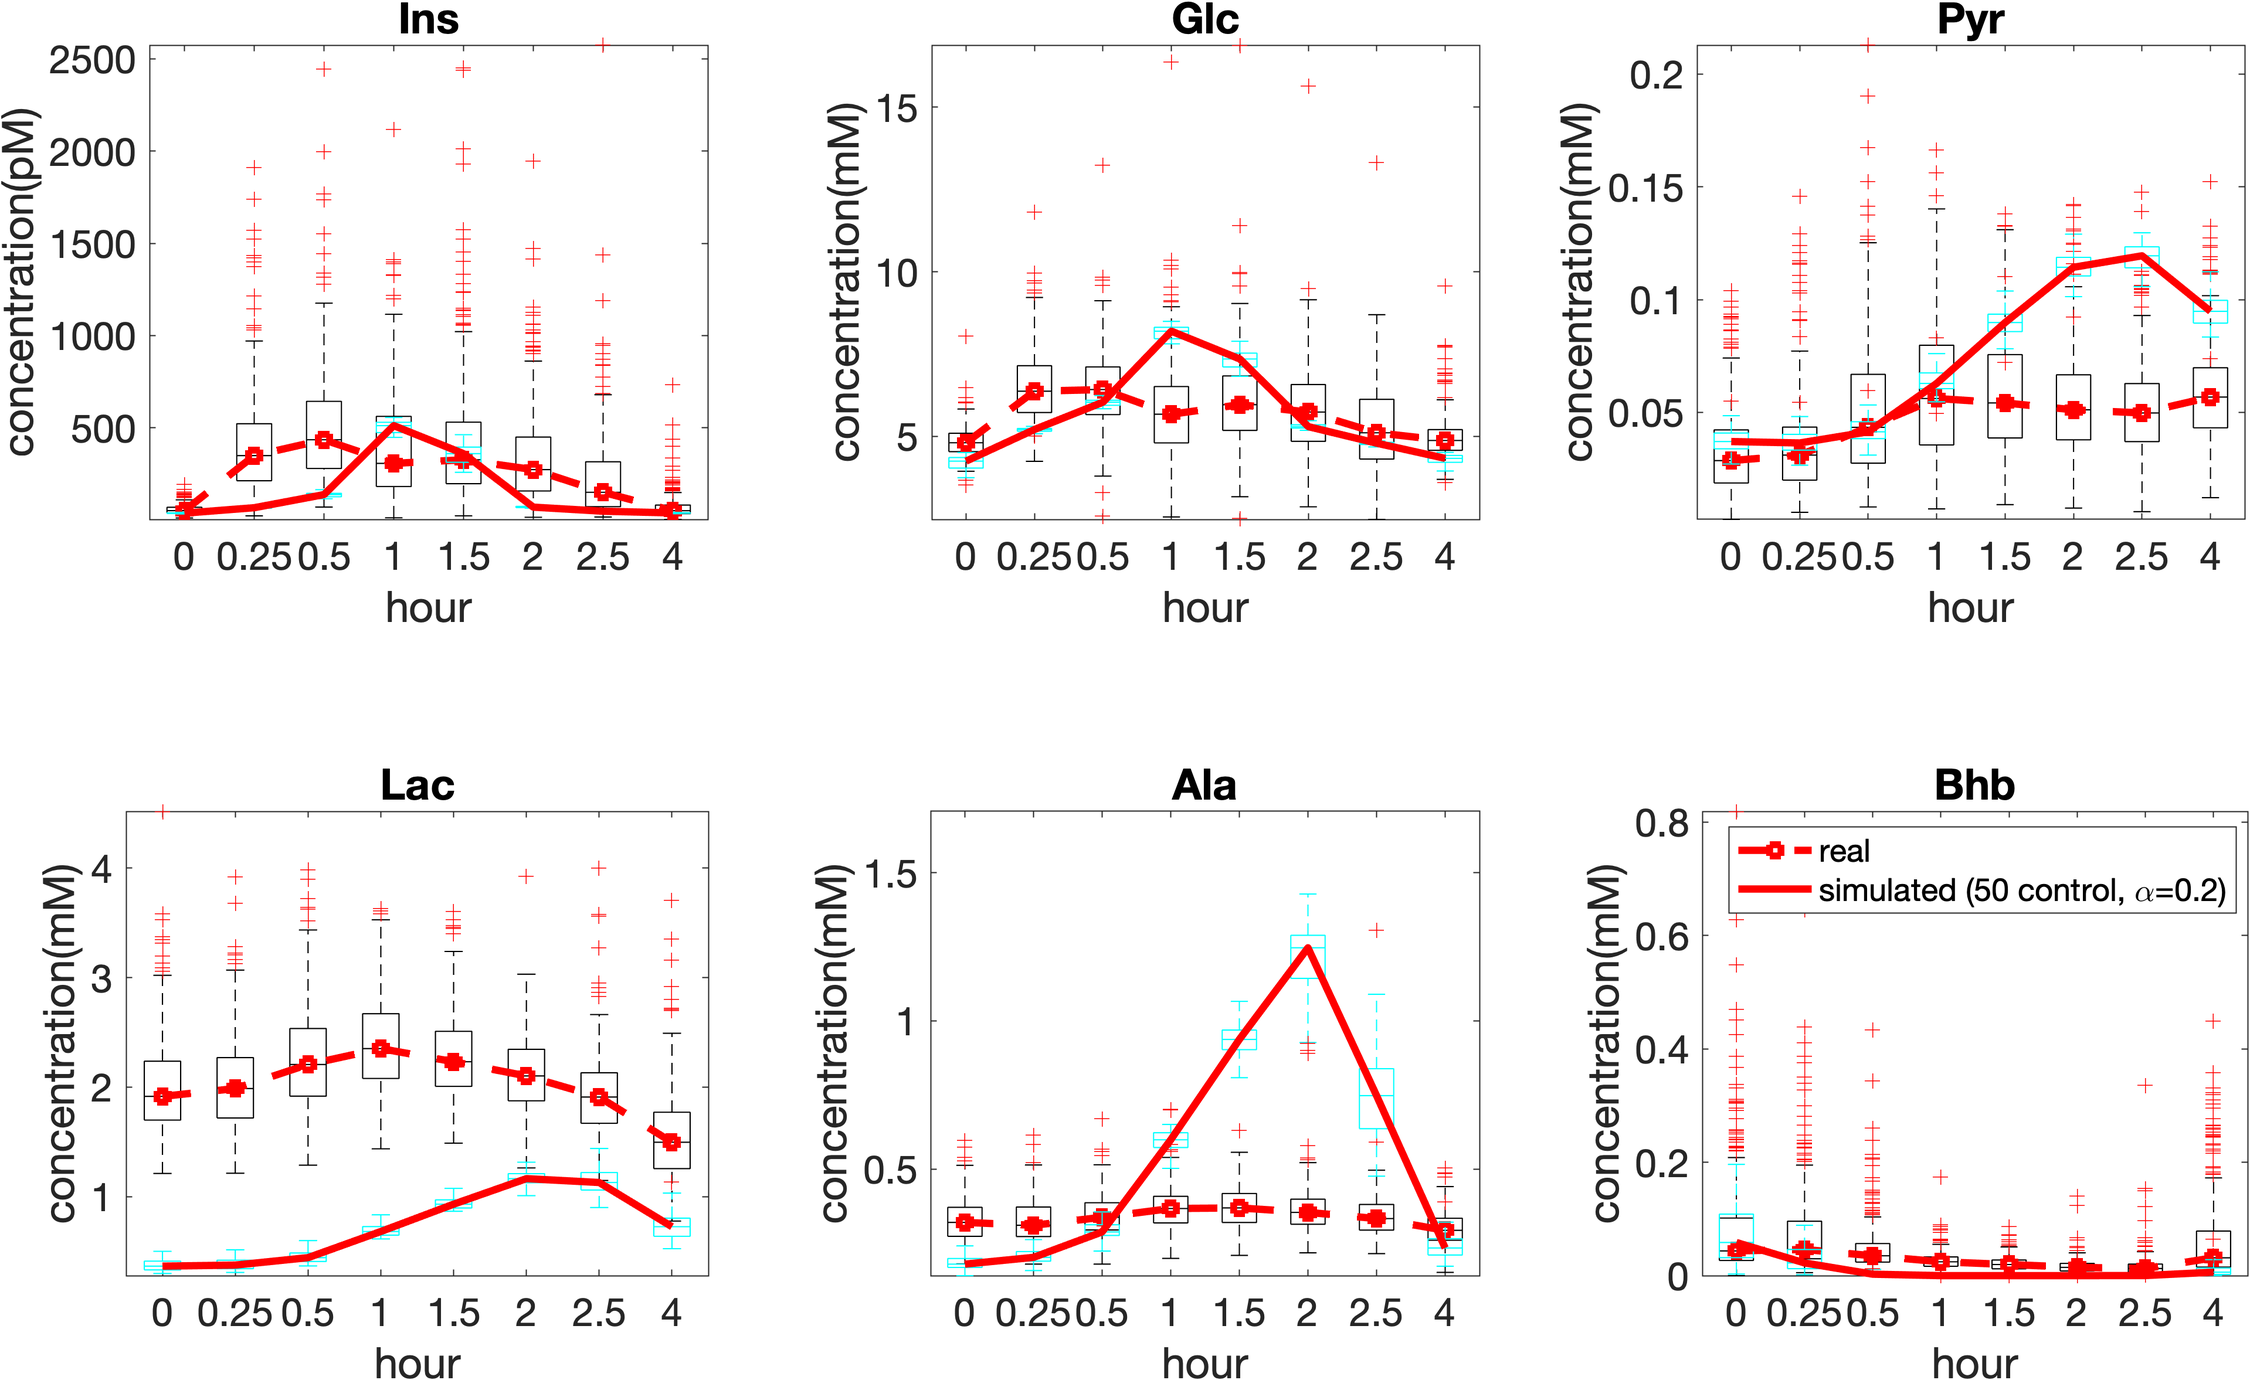 Ins
concentration(pM)
2500
2000
1500
1000
500
0 0.25 0.5 1 1.5 2 2.5 4
hour
Glc
concentration(mM)
15
10
5
0 0.25 0.5 1 1.5 2 2.5 4
hour
Pyr
concentration(mM)
0.2
0.15
0.1
0.05
0 0.25 0.5 1 1.5 2 2.5 4
hour
Lac
concentration(mM)
4
3
2
1
0 0.25 0.5 1 1.5 2 2.5 4
hour
Ala
concentration(mM)
1.5
1
0.5
0 0.25 0.5 1 1.5 2 2.5 4
hour
Bhb
concentration(mM)
0.8
0.6
0.4
0.2
0
real
simulated (50 control, α=0.2)
0 0.25 0.5 1 1.5 2 2.5 4
hour